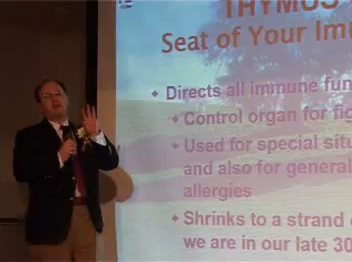 THYMUS
Seat of Your Imm
Directs all immune fun
Control organ for fig
Used for special situ
and also for general
allergies
Shrinks to a strand o
we are in our late 30